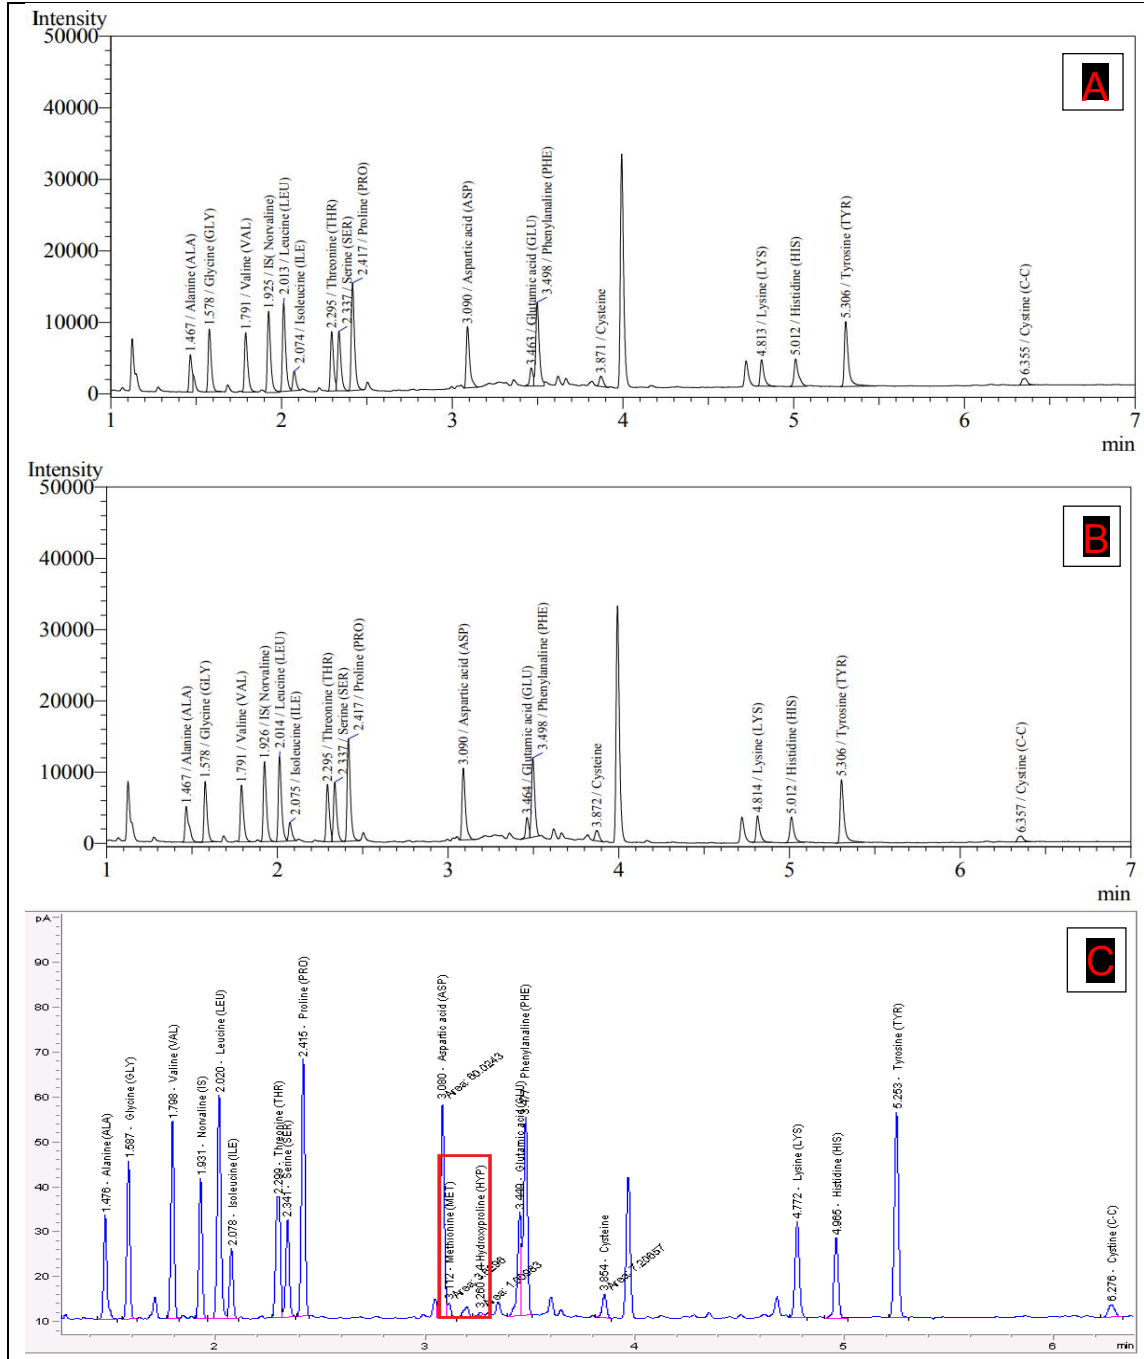 Intensity
50000
40000
30000
20000
10000
0
A
1.467 / Alanine (ALA)
1.578 / Glycine (GLY)
1.791 / Valine (VAL)
1.925 / IS( Norvaline)
2.013 / Leucine (LEU)
2.074 / Isoleucine (ILE)
2.295 / Threonine (THR)
2.337 / Serine (SER)
2.417 / Proline (PRO)
3.090 / Aspartic acid (ASP)
3.463 / Glutamic acid (GLU)
3.498 / Phenylanaline (PHE)
3.871 / Cysteine
4.813 / Lysine (LYS)
5.012 / Histidine (HIS)
5.306 / Tyrosine (TYR)
6.355 / Cystine (C-C)
1 2 3 4 5 6 7
min
Intensity
50000
40000
30000
20000
10000
0
B
1.467 / Alanine (ALA)
1.578 / Glycine (GLY)
1.791 / Valine (VAL)
1.926 / IS( Norvaline)
2.014 / Leucine (LEU)
2.075 / Isoleucine (ILE)
2.295 / Threonine (THR)
2.337 / Serine (SER)
2.417 / Proline (PRO)
3.090 / Aspartic acid (ASP)
3.464 / Glutamic acid (GLU)
3.498 / Phenylanaline (PHE)
3.872 / Cysteine
4.814 / Lysine (LYS)
5.012 / Histidine (HIS)
5.306 / Tyrosine (TYR)
6.357 / Cystine (C-C)
1 2 3 4 5 6 7
min
pA
90
80
70
60
50
40
30
20
10
C
1.476 - Alanine (ALA)
1.587 - Glycine (GLY)
1.798 - Valine (VAL)
1.931 - Norvaline (IS)
2.020 - Leucine (LEU)
2.078 - Isoleucine (ILE)
2.299 - Threonine (THR)
2.341 - Serine (SER)
2.415 - Proline (PRO)
3.080 - Aspartic acid (ASP)
Area: 60.0243
3.112 - Methionine (MET)
3.260 - 4-Hydroxyproline (HYP)
3.449 - Glutamic acid (GLU)
3.477 - Phenylanaline (PHE)
3.854 - Cysteine
Area: 7.20657
4.772 - Lysine (LYS)
4.965 - Histidine (HIS)
5.253 - Tyrosine (TYR)
6.276 - Cystine (C-C)
2 3 4 5 6 min